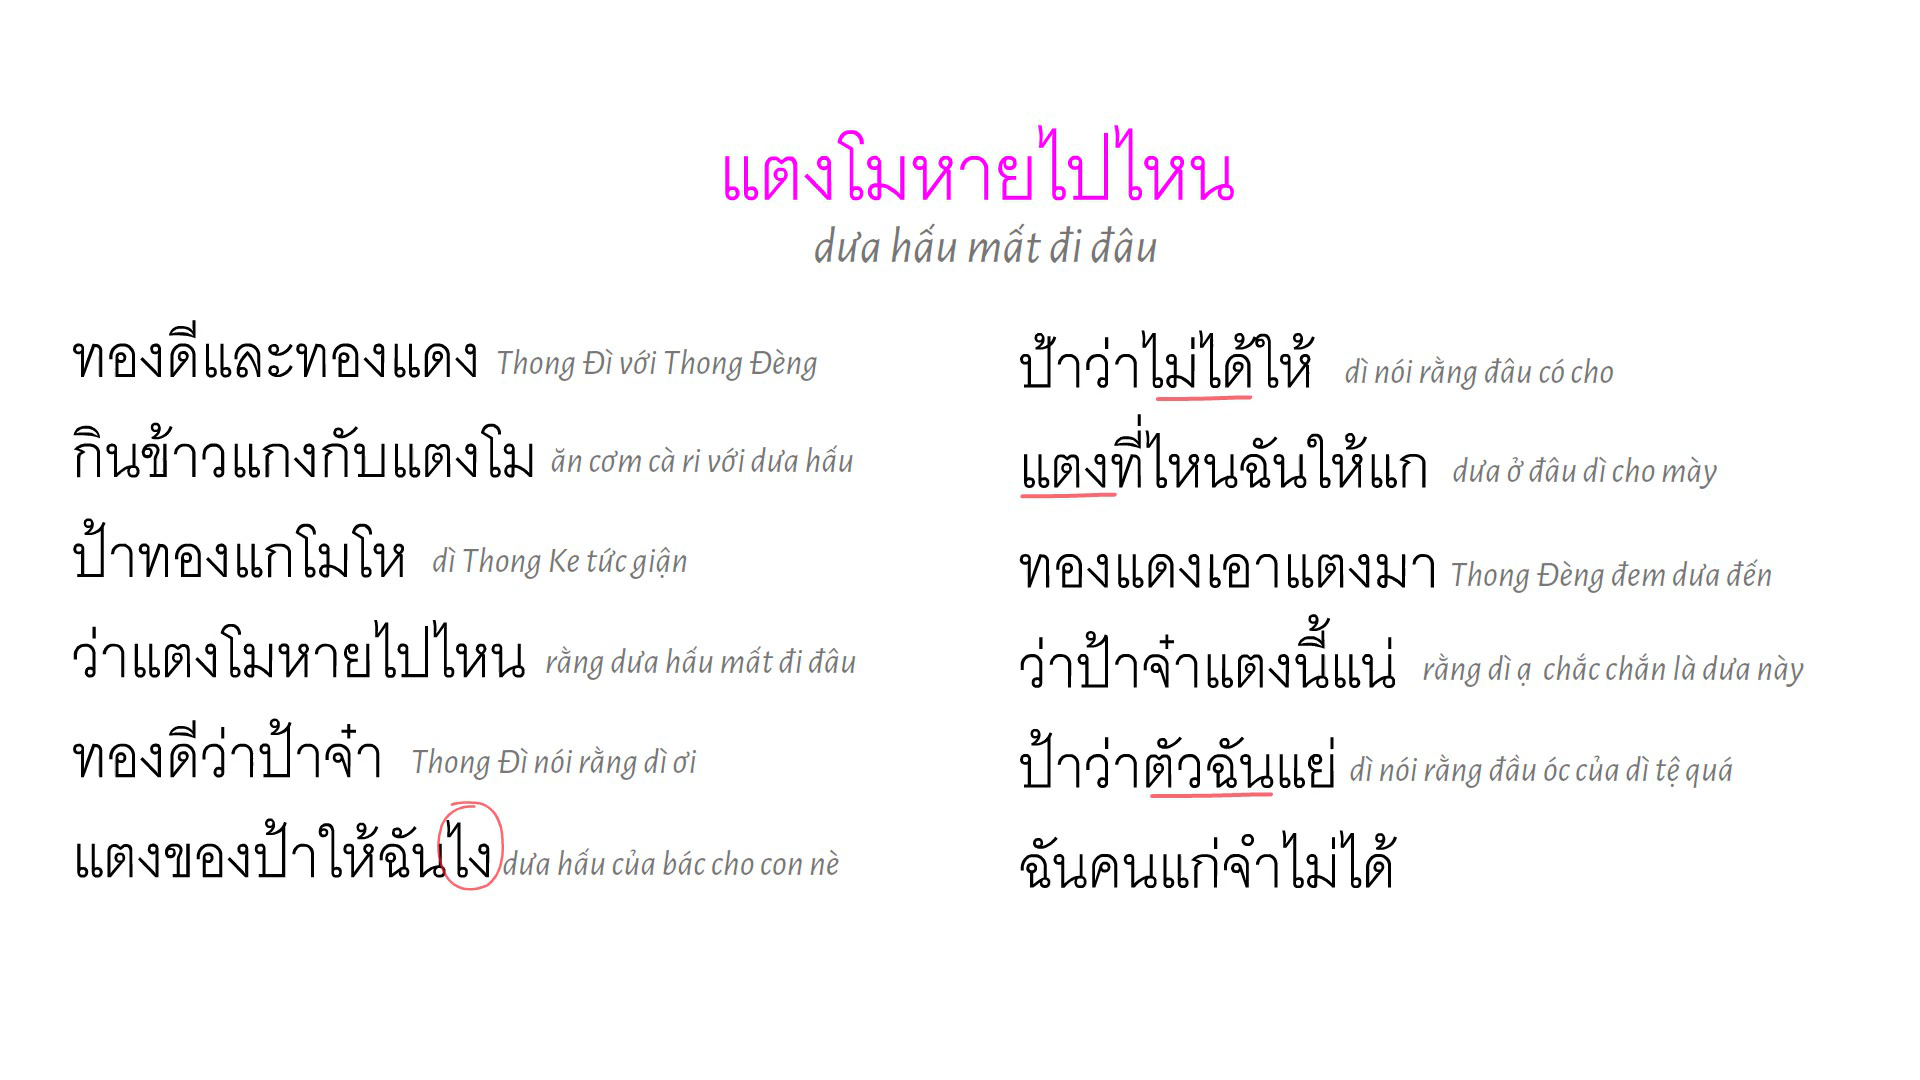 แตงโมหายไปไหน
dưa hấu mất đi đâu
ทองดีและทองแดง Thong Đì với Thong Đèng
กินข้าวแกงกับแตงโม ăn cơm cà ri với dưa hấu
ป้าทองแกโมโห dì Thong Ke tức giận
ว่าแตงโมหายไปไหน rằng dưa hấu mất đi đâu
ทองดีว่าป้าจ๋า Thong Đì nói rằng dì ơi
แตงของป้าให้ฉันไง dưa hấu của bác cho con nè
ป้าว่าไม่ได้ให้ dì nói rằng đâu có cho
แตงที่ไหนฉันให้แก dưa ở đâu dì cho mày
ทองแดงเอาแตงมา Thong Đèng đem dưa đến
ว่าป้าจ๋าแตงนี้แน่ rằng dì ạ chắc chắn là dưa này
ป้าว่าตัวฉันแย่ dì nói rằng đầu óc của dì tệ quá
ฉันคนแก่จำไม่ได้